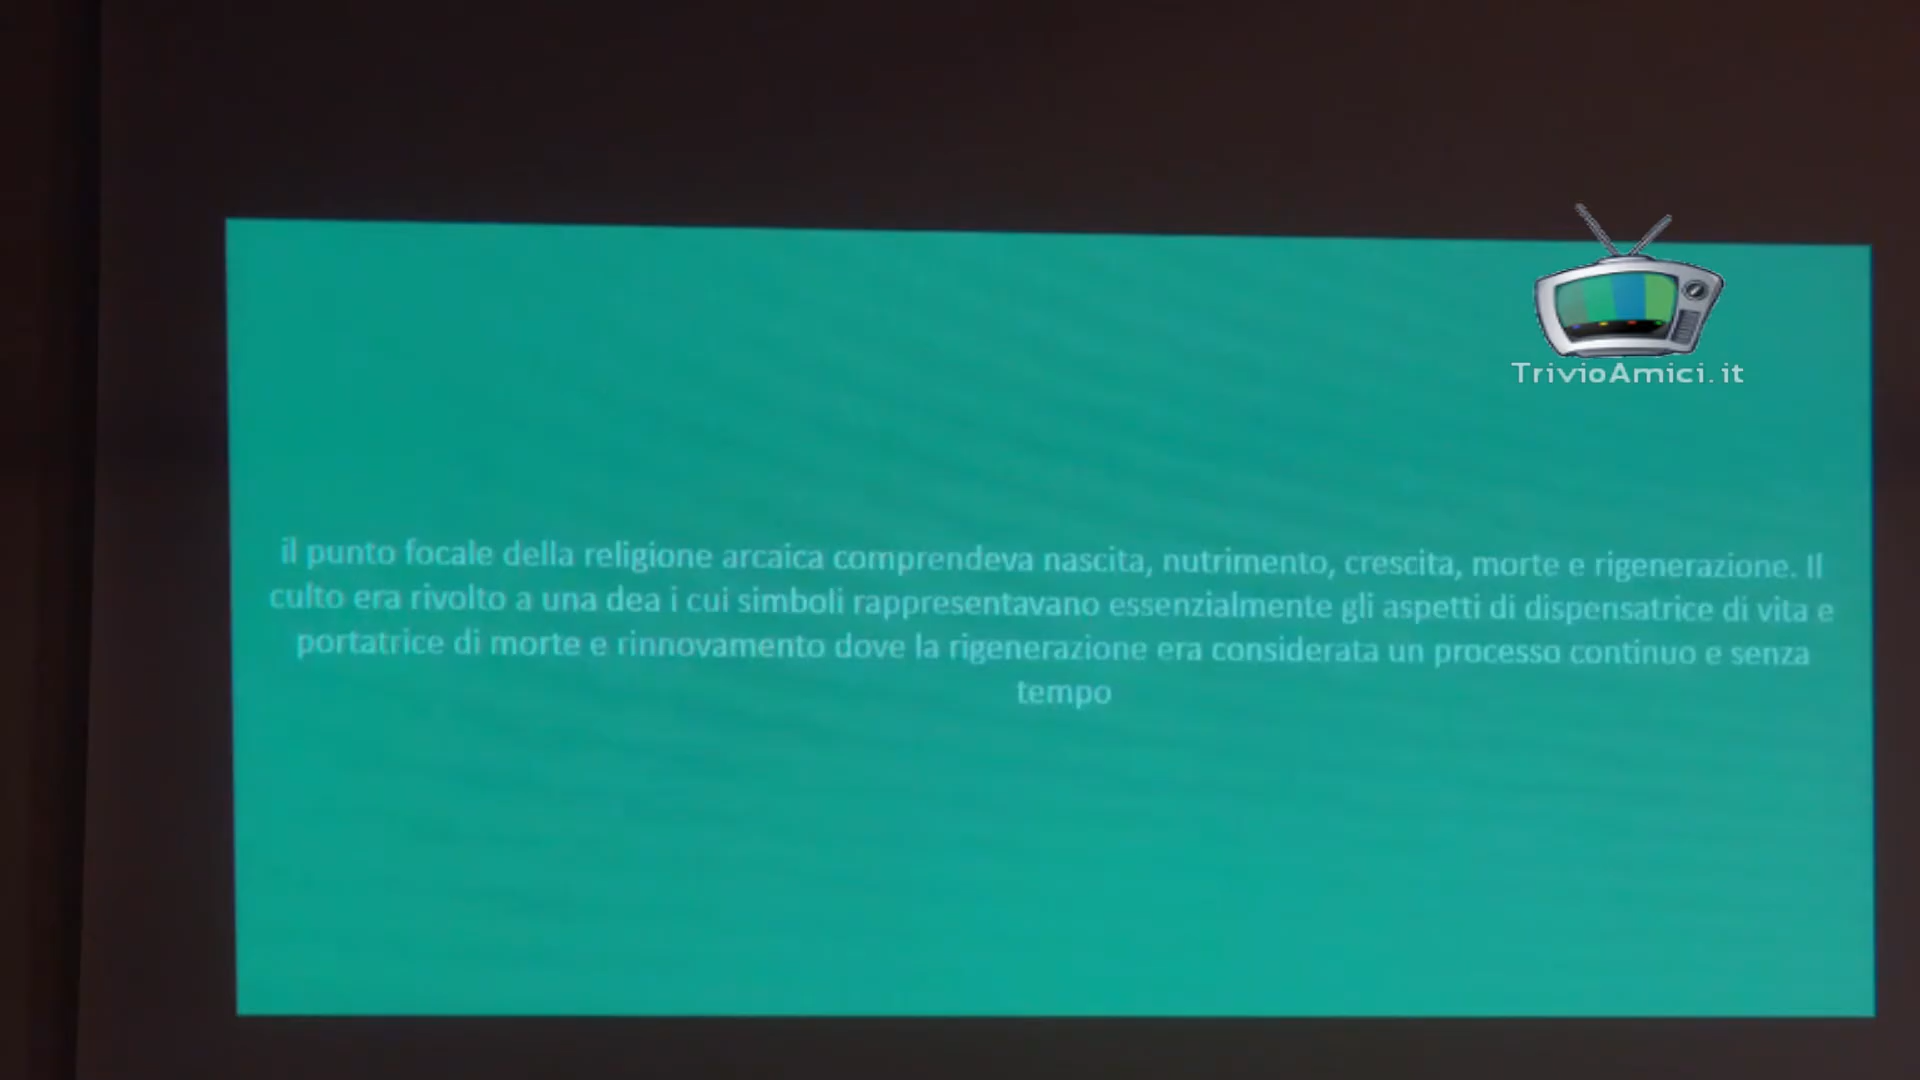 TrivioAmici.it
il punto focale della religione arcaica comprendeva nascita, nutrimento, crescita, morte e rigenerazione. Il
culto era rivolto a una dea i cui simboli rappresentavano essenzialmente gli aspetti di dispensatrice di vita e
portatrice di morte e rinnovamento dove la rigenerazione era considerata un processo continuo e senza
tempo